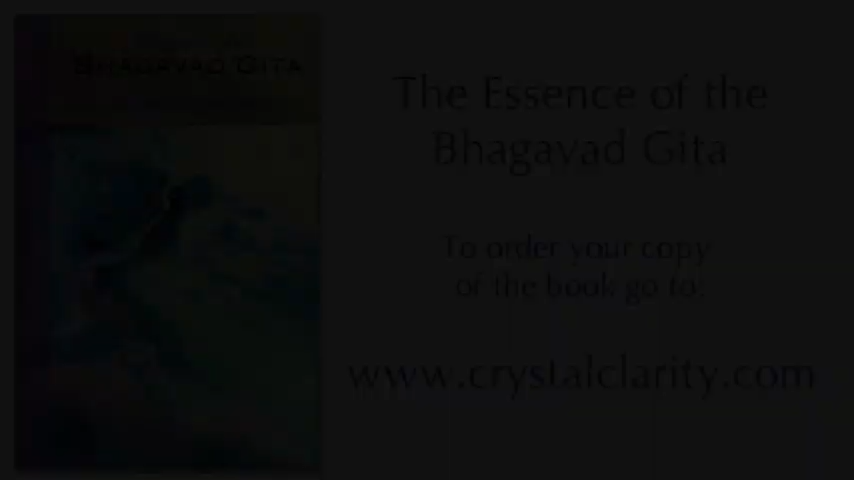 BHAGAVAD GITA
The Essence of the
Bhagavad Gita
To order your copy
of the book go to:
www.crystalclarity.com